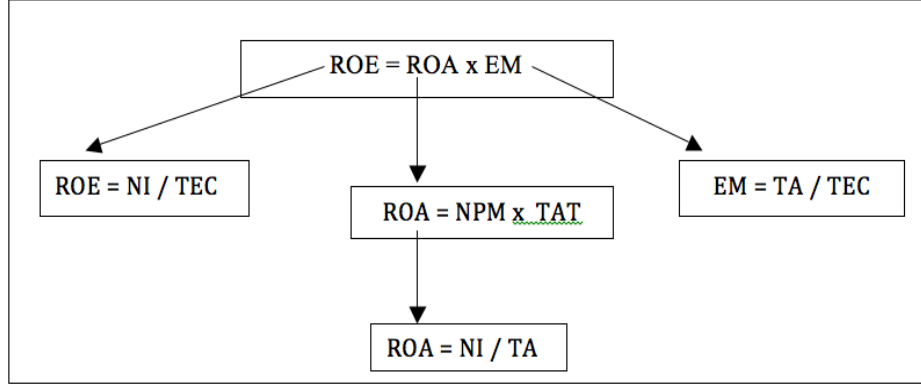 ROE = ROA x EM
ROE = NI / TEC
EM = TA / TEC
ROA = NPM x TAT
ROA = NI / TA